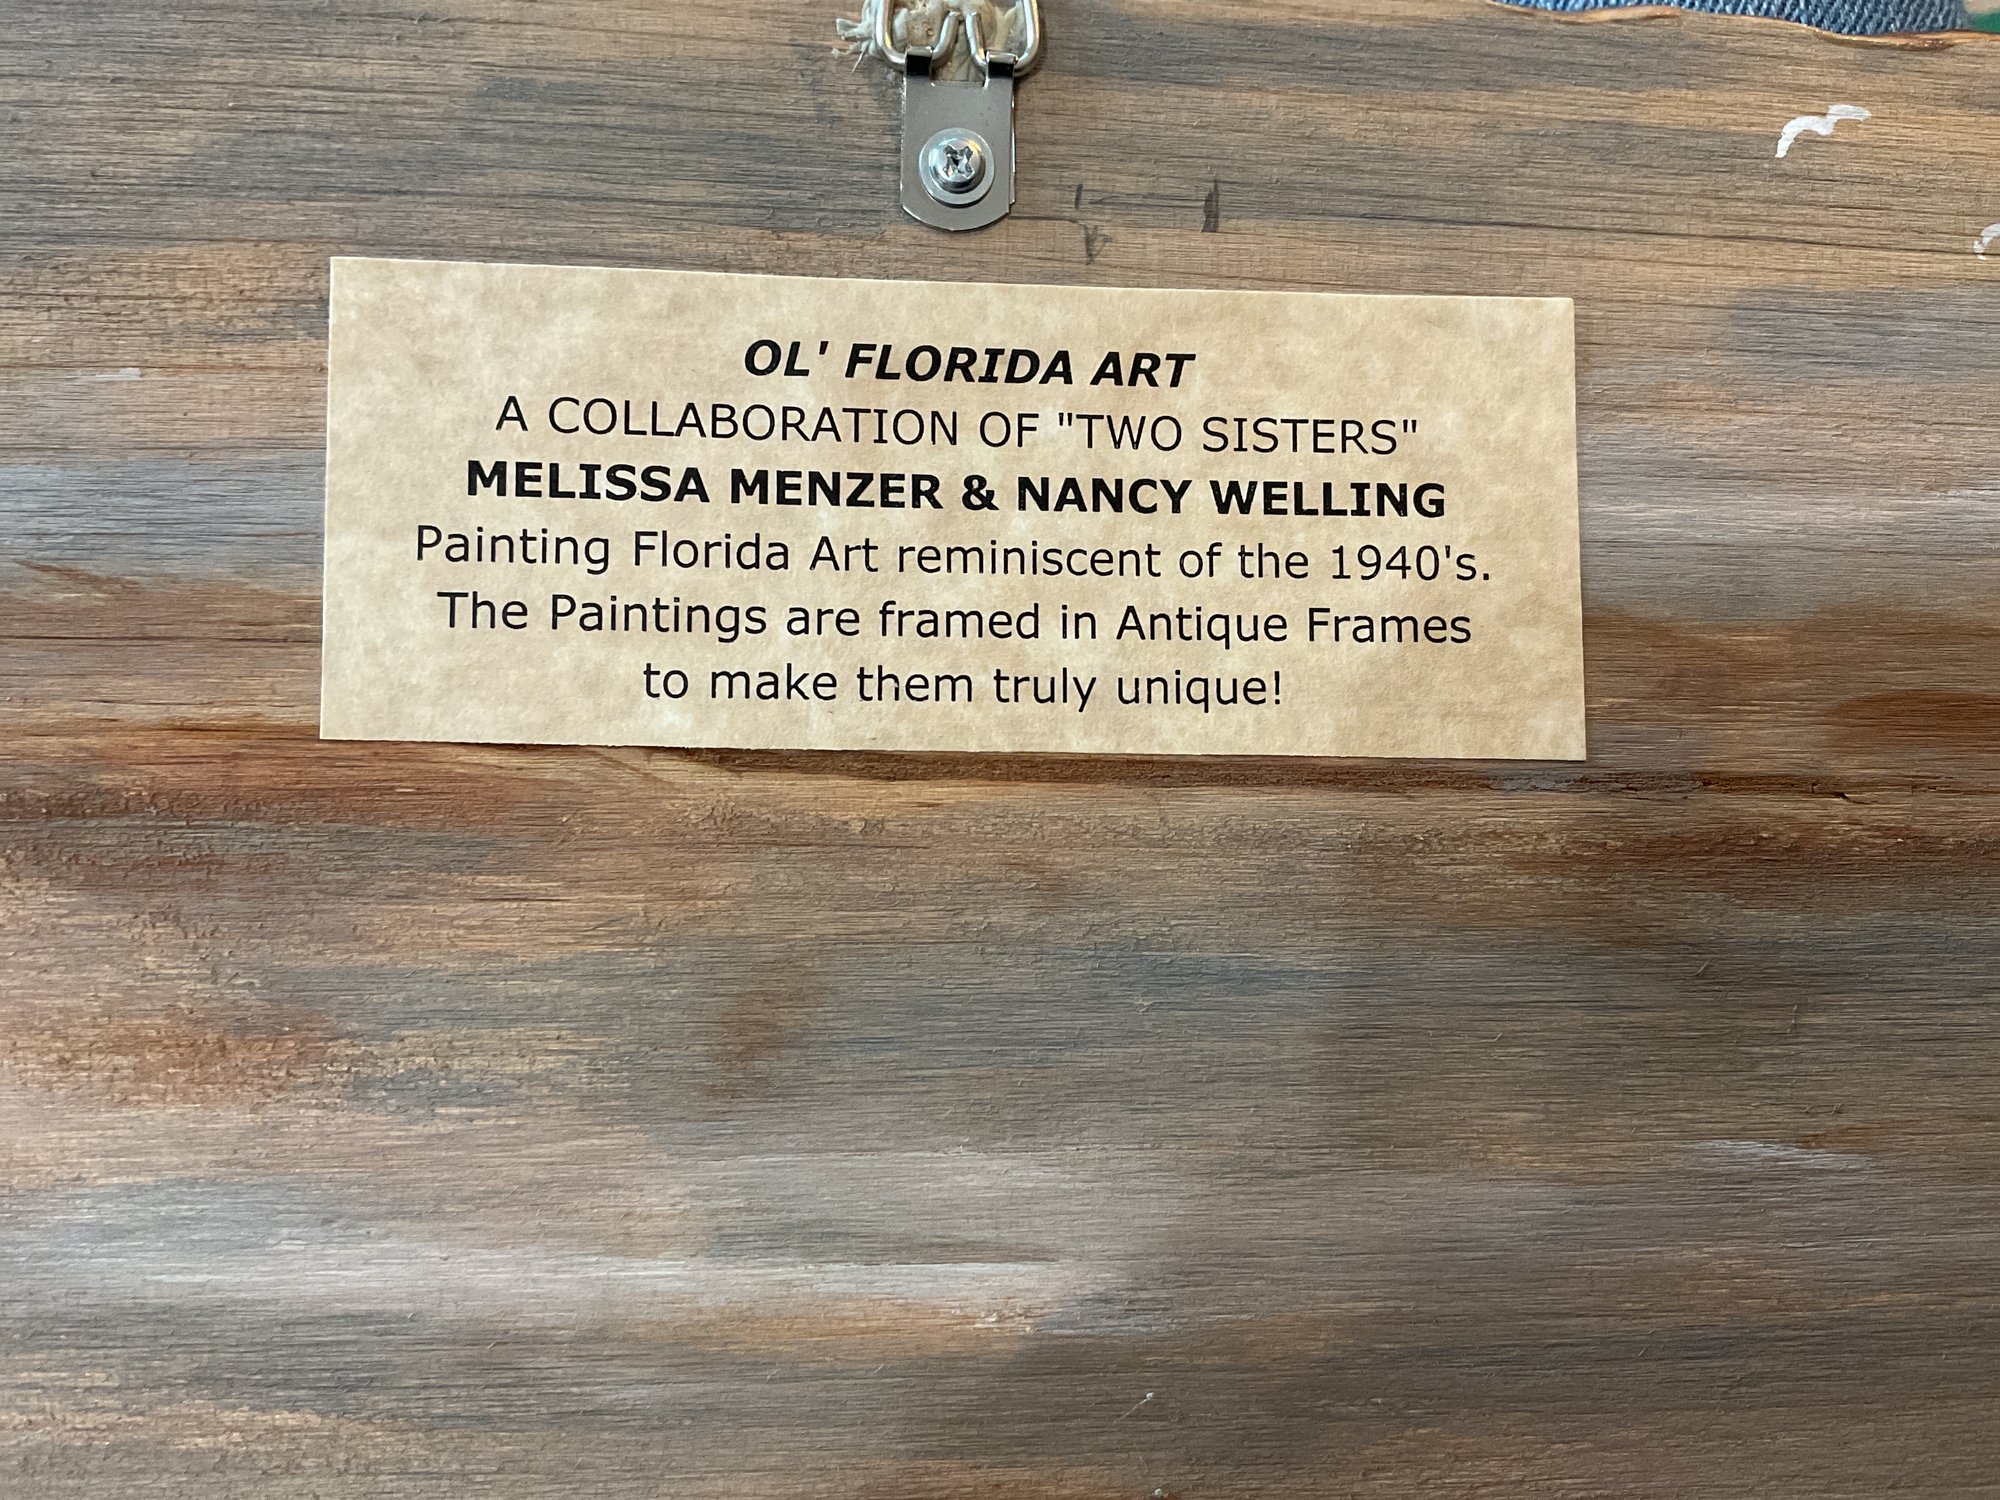 OL' FLORIDA ART
A COLLABORATION OF "TWO SISTERS"
MELISSA MENZER & NANCY WELLING
Painting Florida Art reminiscent of the 1940's.
The Paintings are framed in Antique Frames
to make them truly unique!